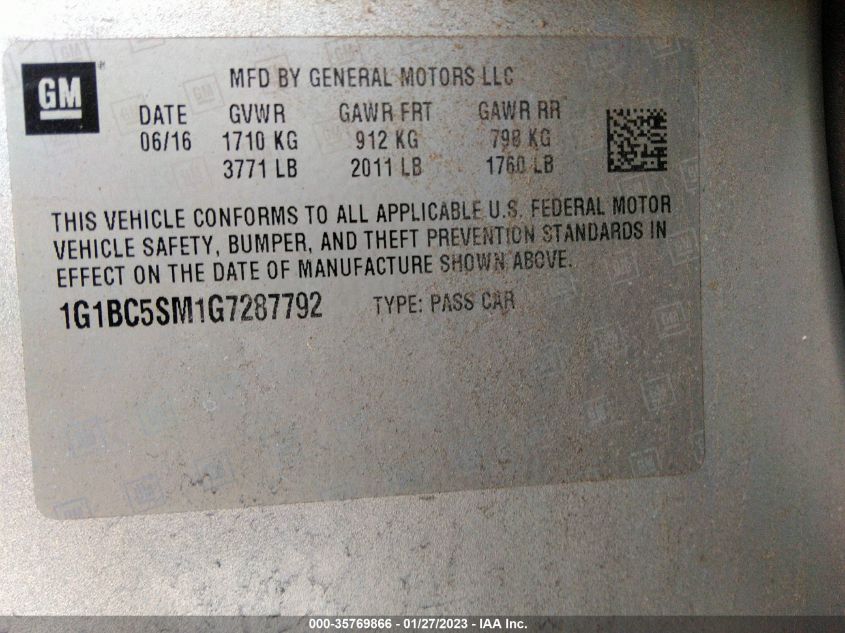 GM
MFD BY GENERAL MOTORS LLC
DATE GVWR GAWR FRT GAWR RR
06/16 1710 KG 912 KG 798 KG
3771 LB 2011 LB 1760 LB
THIS VEHICLE CONFORMS TO ALL APPLICABLE U.S. FEDERAL MOTOR
VEHICLE SAFETY, BUMPER, AND THEFT PREVENTION STANDARDS IN
EFFECT ON THE DATE OF MANUFACTURE SHOWN ABOVE.
1G1BC5SM1G7287792 TYPE: PASS CAR
000-35769866 - 01/27/2023 - IAA Inc.